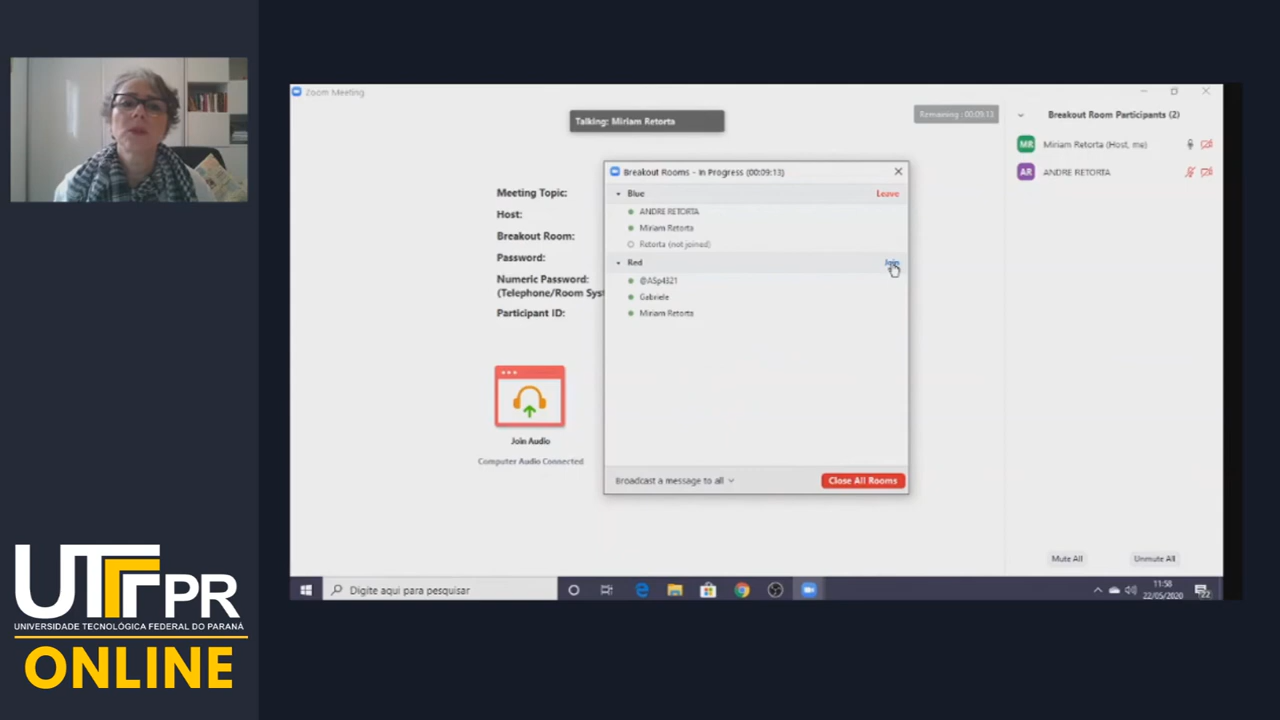 Zoom Meeting
Talking: Miriam Retorta
Remaining : 00:09:13
Meeting Topic:
Host:
Breakout Room:
Password:
Numeric Password:
(Telephone/Room Syst
Participant ID:
Join Audio
Computer Audio Connected
Breakout Rooms - In Progress (00:09:13)
Blue
Leave
ANDRE RETORTA
Miriam Retorta
Retorta (not joined)
Red
Join
@ASp4321
Gabriele
Miriam Retorta
Broadcast a message to all
Close All Rooms
Breakout Room Participants (2)
MR Miriam Retorta (Host, me)
AR ANDRE RETORTA
Mute All
Unmute All
Digite aqui para pesquisar
11:58
22/05/2020
22
UTFPR
UNIVERSIDADE TECNOLÓGICA FEDERAL DO PARANÁ
ONLINE